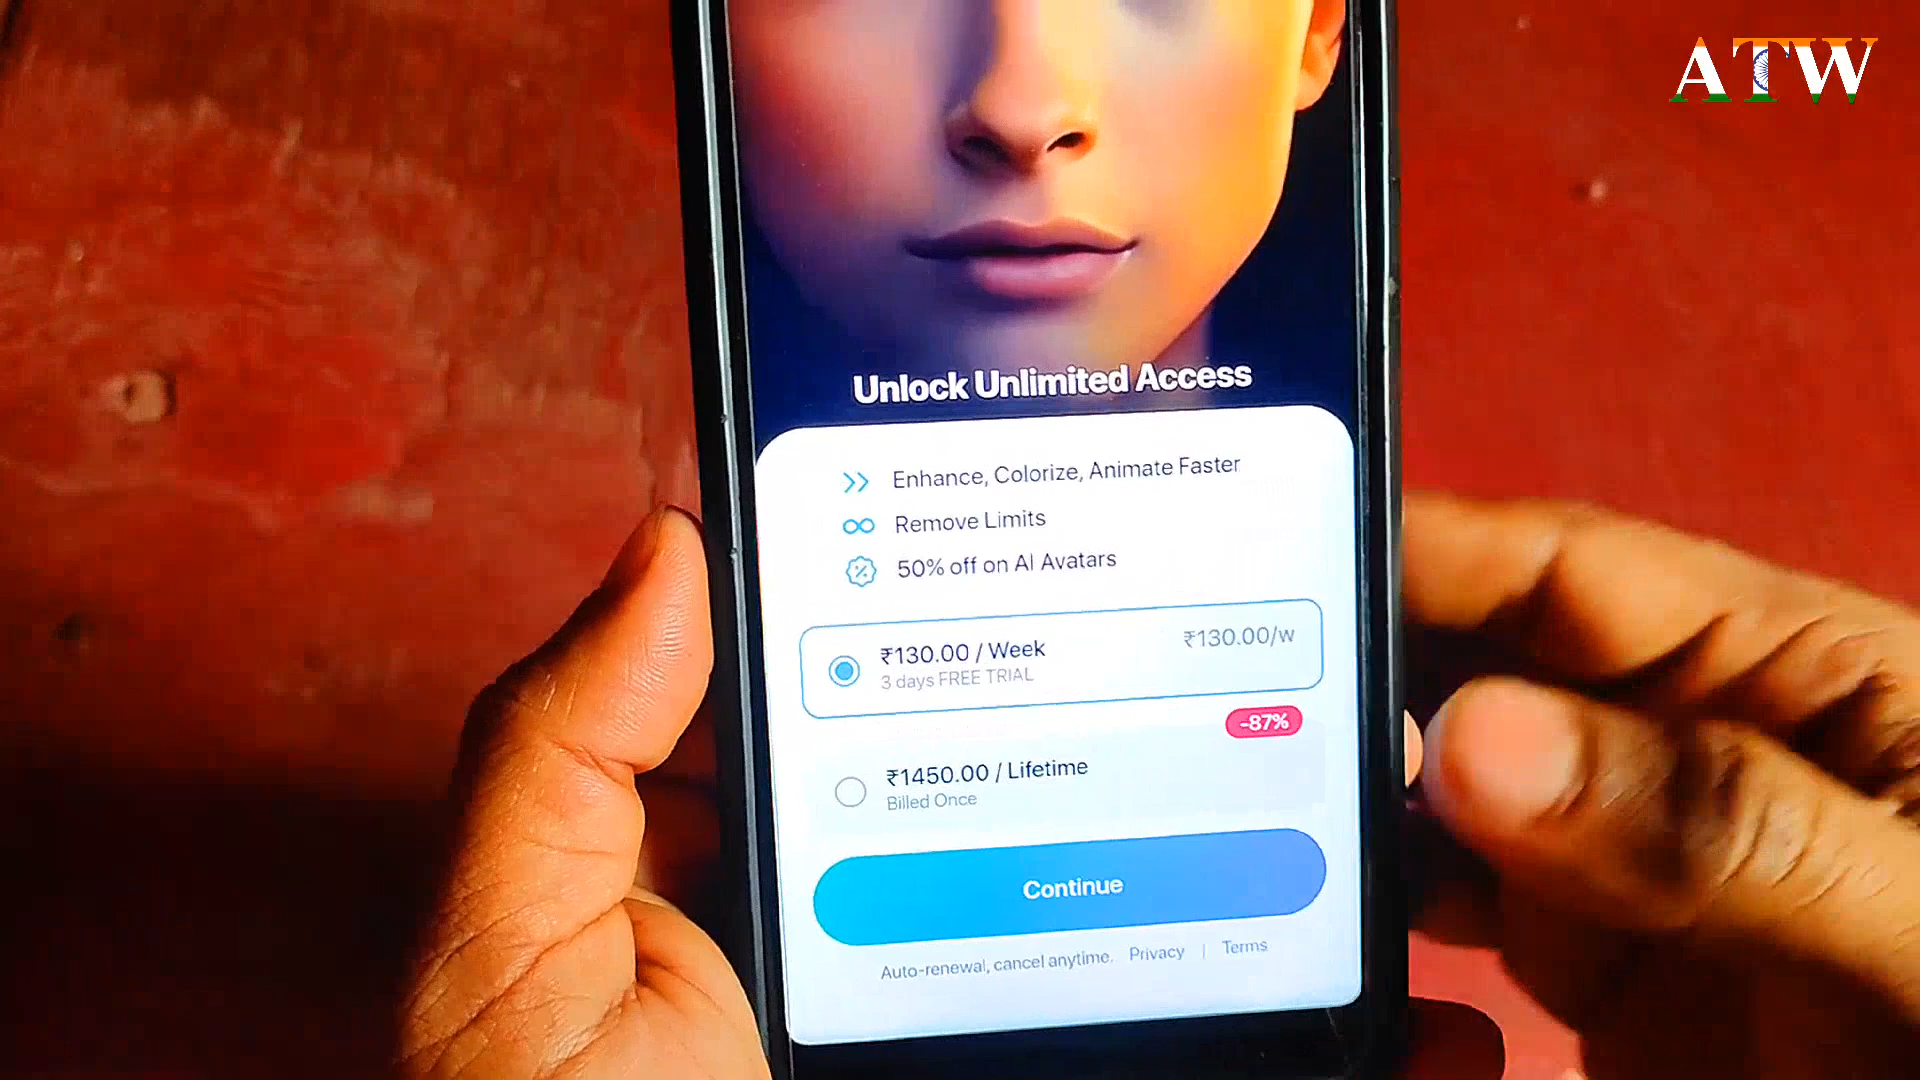 ATW
Unlock Unlimited Access
Enhance, Colorize, Animate Faster
Remove Limits
50% off on AI Avatars
₹130.00 / Week ₹130.00/w
3 days FREE TRIAL
-87%
₹1450.00 / Lifetime
Billed Once
Continue
Auto-renewal, cancel anytime. Privacy | Terms